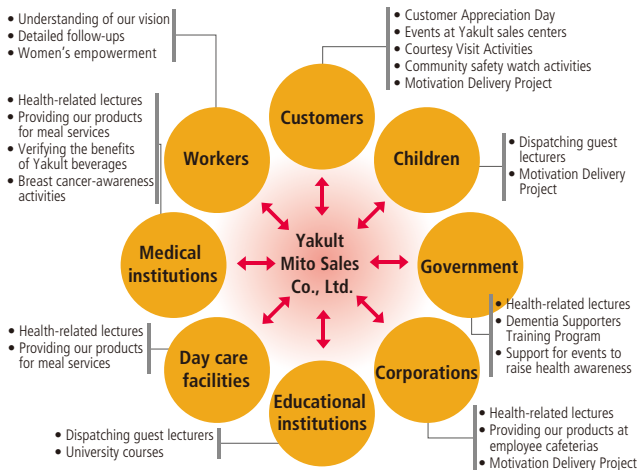 • Understanding of our vision
• Detailed follow-ups
• Women's empowerment
• Customer Appreciation Day
• Events at Yakult sales centers
• Courtesy Visit Activities
• Community safety watch activities
• Motivation Delivery Project
Customers
• Health-related lectures
• Providing our products
for meal services
• Verifying the benefits
of Yakult beverages
• Breast cancer-awareness
activities
Workers
Children
• Dispatching guest
lecturers
• Motivation Delivery
Project
Medical
institutions
Yakult
Mito Sales
Co., Ltd.
Government
• Health-related lectures
• Dementia Supporters
Training Program
• Support for events to
raise health awareness
• Health-related lectures
• Providing our products
for meal services
Day care
facilities
Corporations
Educational
institutions
• Dispatching guest lecturers
• University courses
• Health-related lectures
• Providing our products at
employee cafeterias
• Motivation Delivery Project